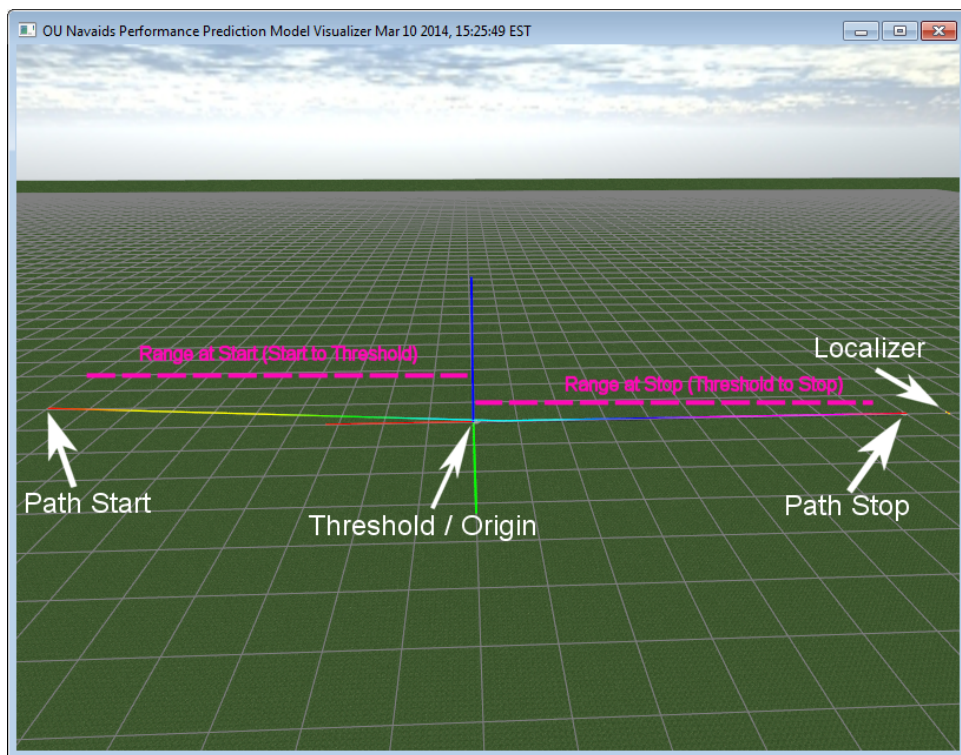 OU Navaids Performance Prediction Model Visualizer Mar 10 2014, 15:25:49 EST
Range at Start (Start to Threshold)
Localizer
Range at Stop (Threshold to Stop)
Path Start
Path Stop
Threshold / Origin